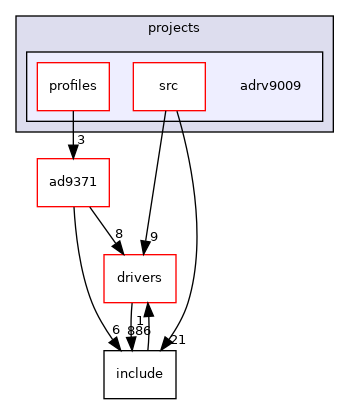 projects
profiles
src
adrv9009
3
ad9371
8
9
drivers
6
886
1
21
include